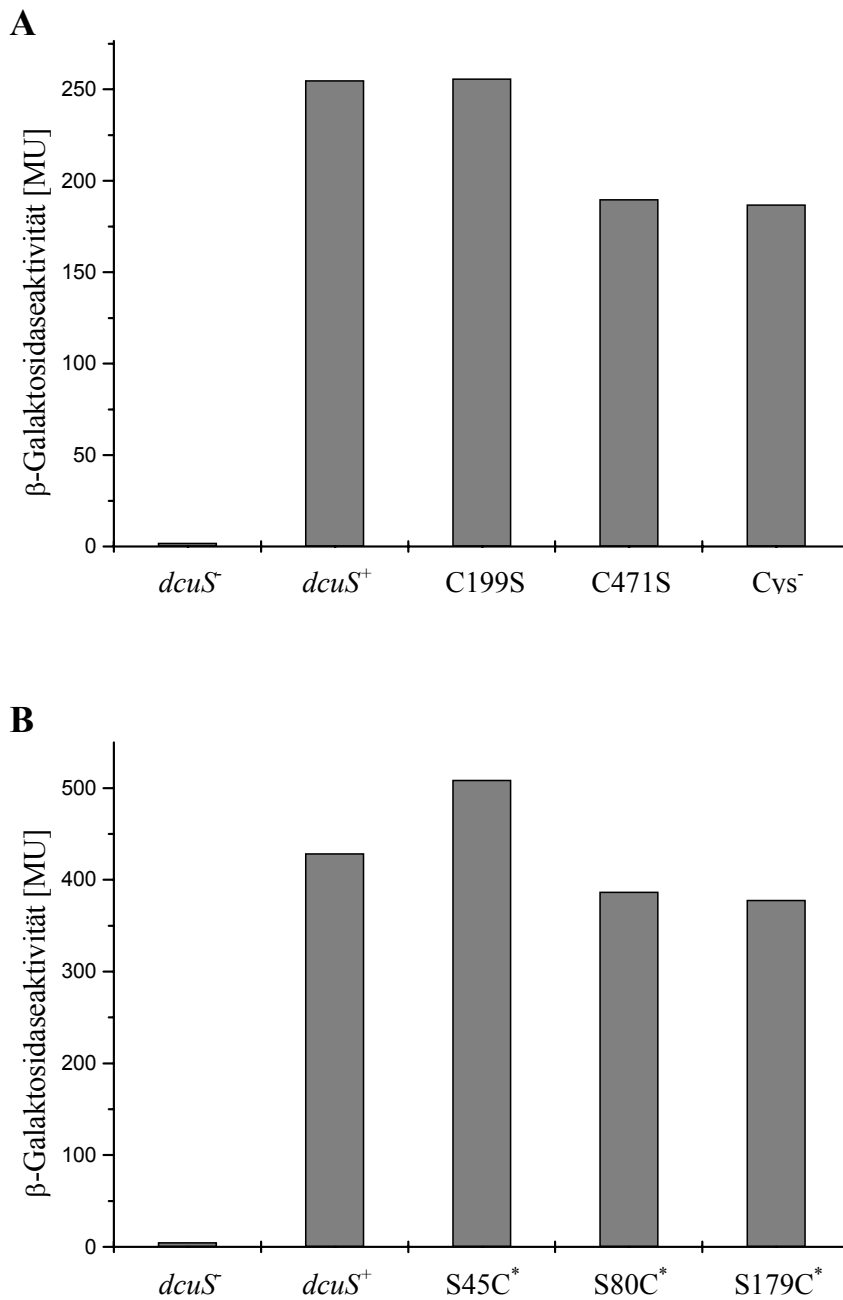 A
β-Galaktosidaseaktivität [MU]
250
200
150
100
50
0
dcuS⁻ dcuS⁺ C199S C471S Cys⁻
B
β-Galaktosidaseaktivität [MU]
500
400
300
200
100
0
dcuS⁻ dcuS⁺ S45C* S80C* S179C*